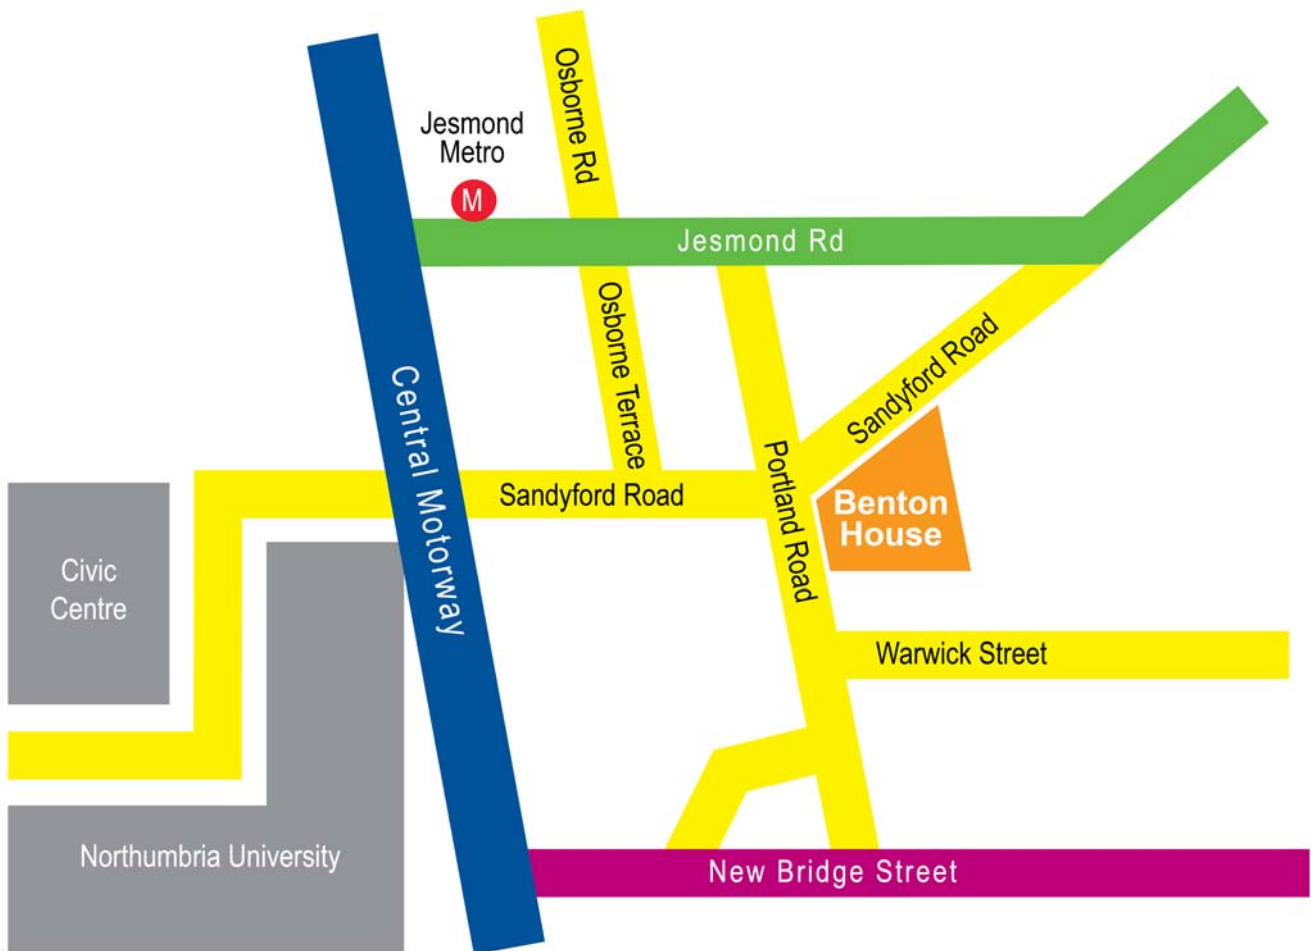 Osborne Rd
Jesmond
Metro
M
Jesmond Rd
Osborne Terrace
Sandyford Road
Central Motorway
Portland Road
Sandyford Road
Benton
House
Civic
Centre
Warwick Street
Northumbria University
New Bridge Street